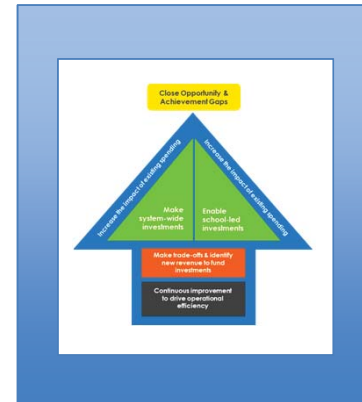 Close Opportunity &
Achievement Gaps
Increase the impact of existing spending
Increase the impact of existing spending
Make
system-wide
investments
Enable
school-led
investments
Make trade-offs & identify
new revenue to fund
investments
Continuous improvement
to drive operational
efficiency